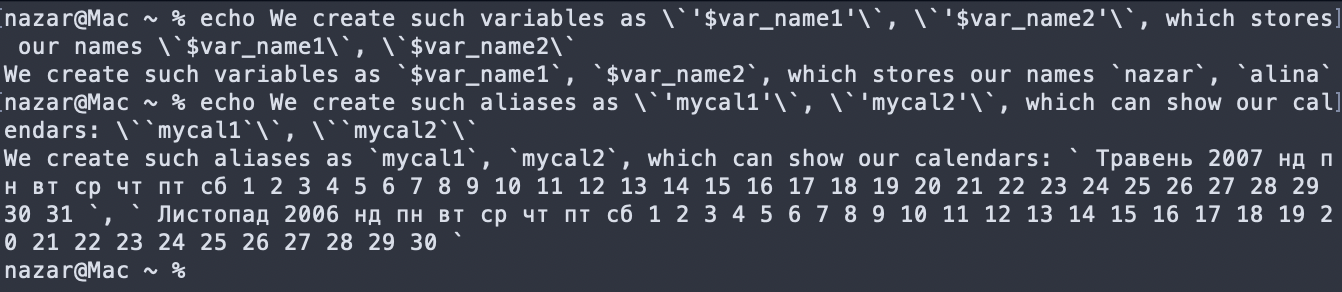 [nazar@Mac ~ % echo We create such variables as \`'$var_name1'\`, \`'$var_name2'\`, which stores]
 our names \`$var_name1\`, \`$var_name2\`
We create such variables as `$var_name1`, `$var_name2`, which stores our names `nazar`, `alina`
[nazar@Mac ~ % echo We create such aliases as \`'mycal1'\`, \`'mycal2'\`, which can show our cal]
endars: \``mycal1`\`, \``mycal2`\`
We create such aliases as `mycal1`, `mycal2`, which can show our calendars: ` Травень 2007 нд п
н вт ср чт пт сб 1 2 3 4 5 6 7 8 9 10 11 12 13 14 15 16 17 18 19 20 21 22 23 24 25 26 27 28 29
30 31 `, ` Листопад 2006 нд пн вт ср чт пт сб 1 2 3 4 5 6 7 8 9 10 11 12 13 14 15 16 17 18 19 2
0 21 22 23 24 25 26 27 28 29 30 `
nazar@Mac ~ %